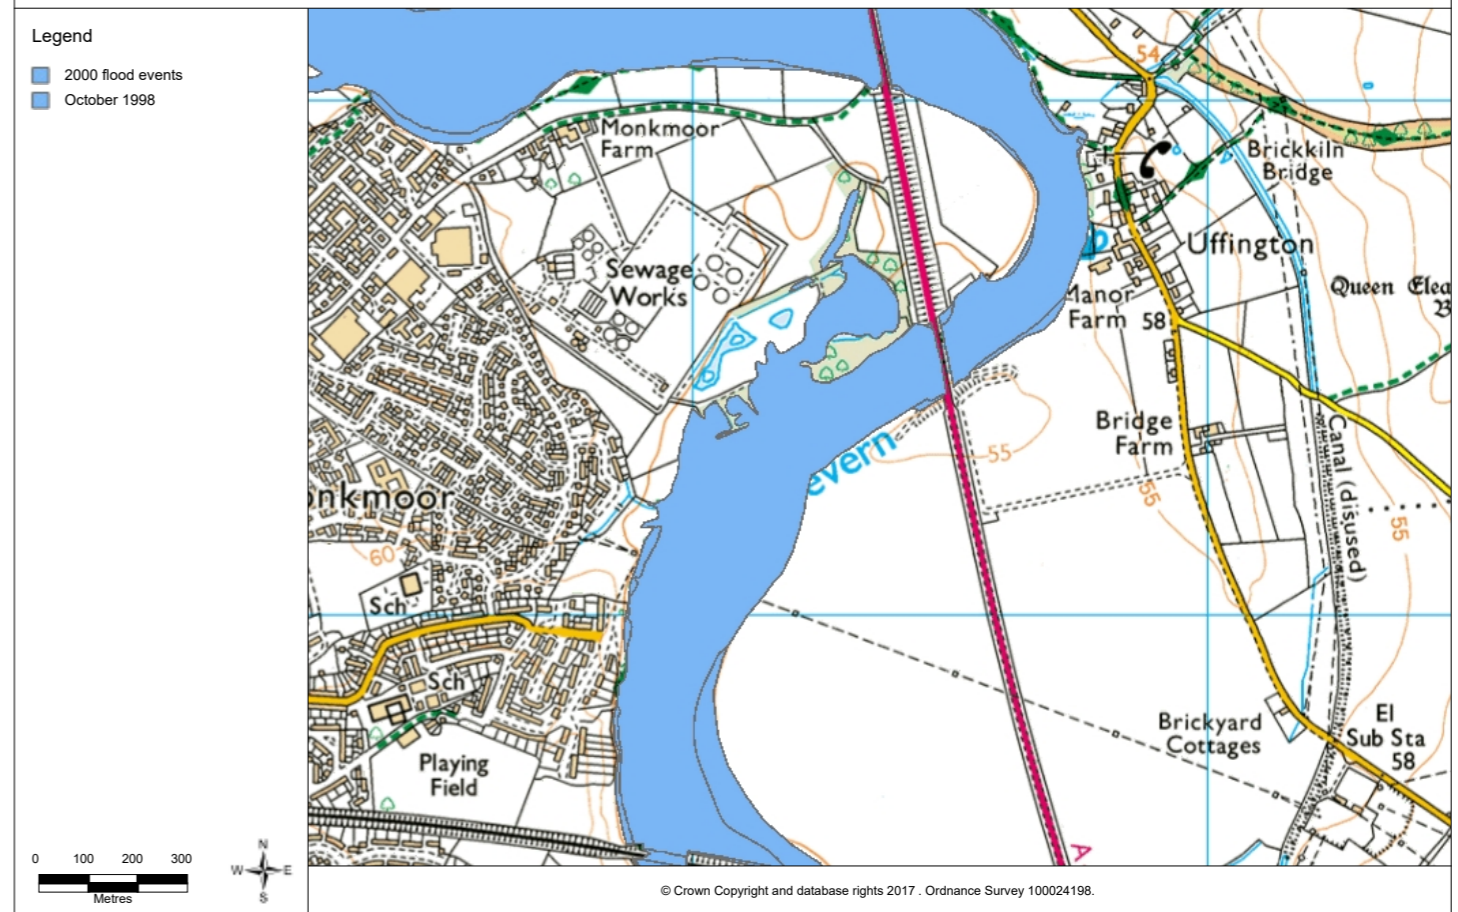 Legend
2000 flood events
October 1998
0 100 200 300
Metres
N
W E
S
54
Monkmoor
Farm
Brickkiln
Bridge
Uffington
Sewage
Works
Queen Elea
B
Manor
Farm
58
Bridge
Farm
evern
55
55
55
Canal (disused)
onkmoor
60
Sch
Sch
Playing
Field
Brickyard
Cottages
El
Sub Sta
58
A
© Crown Copyright and database rights 2017 . Ordnance Survey 100024198.